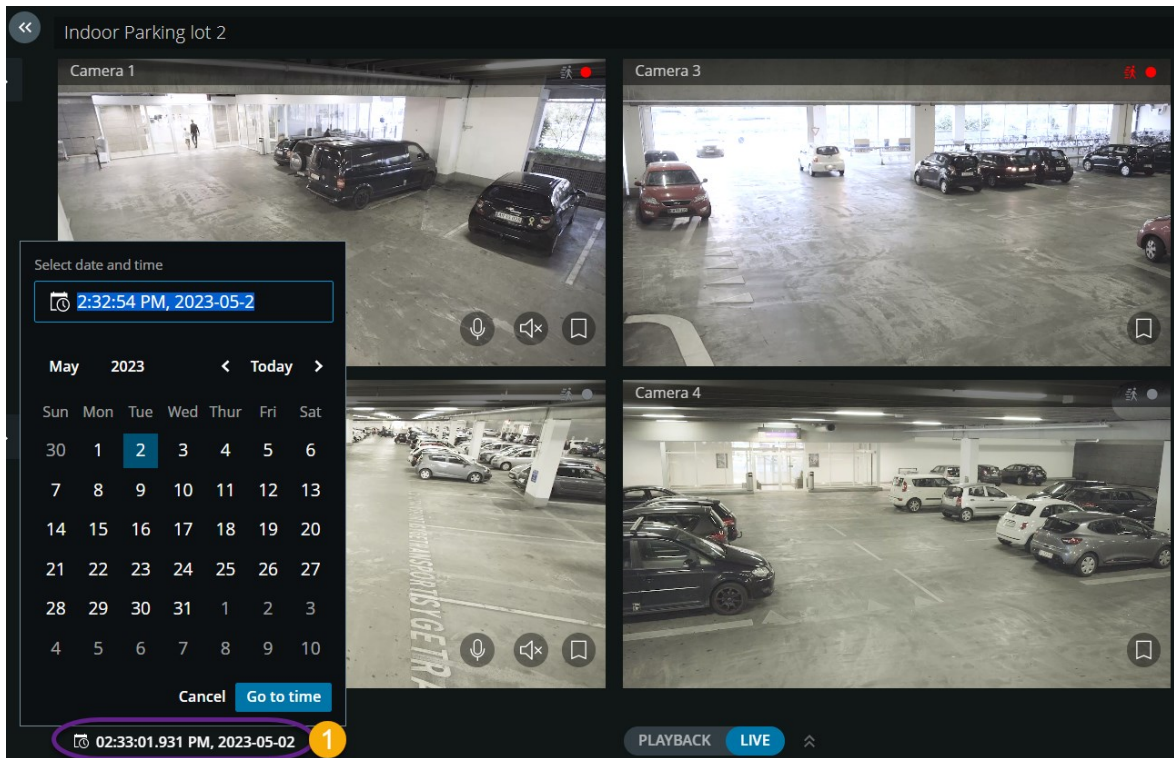 Indoor Parking lot 2
Camera 1
Camera 3
Select date and time
2:32:54 PM, 2023-05-2
May 2023 < Today >
Sun Mon Tue Wed Thur Fri Sat
30 1 2 3 4 5 6
7 8 9 10 11 12 13
14 15 16 17 18 19 20
21 22 23 24 25 26 27
28 29 30 31 1 2 3
4 5 6 7 8 9 10
Cancel Go to time
Camera 4
02:33:01.931 PM, 2023-05-02
1
PLAYBACK LIVE